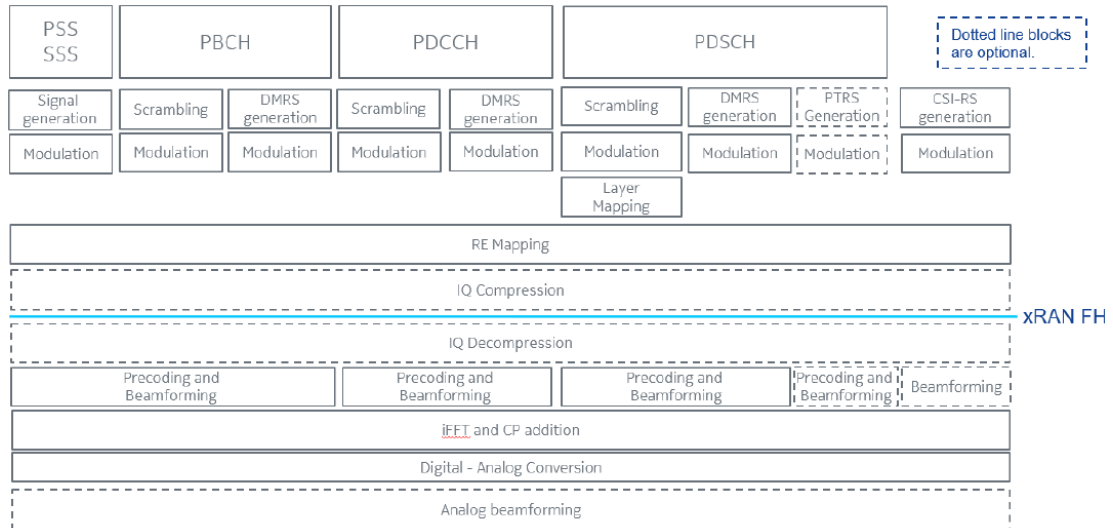 PSS
SSS
PBCH
PDCCH
PDSCH
Dotted line blocks
are optional.
Signal
generation
Scrambling
DMRS
generation
Scrambling
DMRS
generation
Scrambling
DMRS
generation
PTRS
Generation
CSI-RS
generation
Modulation
Modulation
Modulation
Modulation
Modulation
Modulation
Modulation
Modulation
Modulation
Layer
Mapping
RE Mapping
IQ Compression
xRAN FH
IQ Decompression
Precoding and
Beamforming
Precoding and
Beamforming
Precoding and
Beamforming
Precoding and
Beamforming
Beamforming
iFFT and CP addition
Digital - Analog Conversion
Analog beamforming